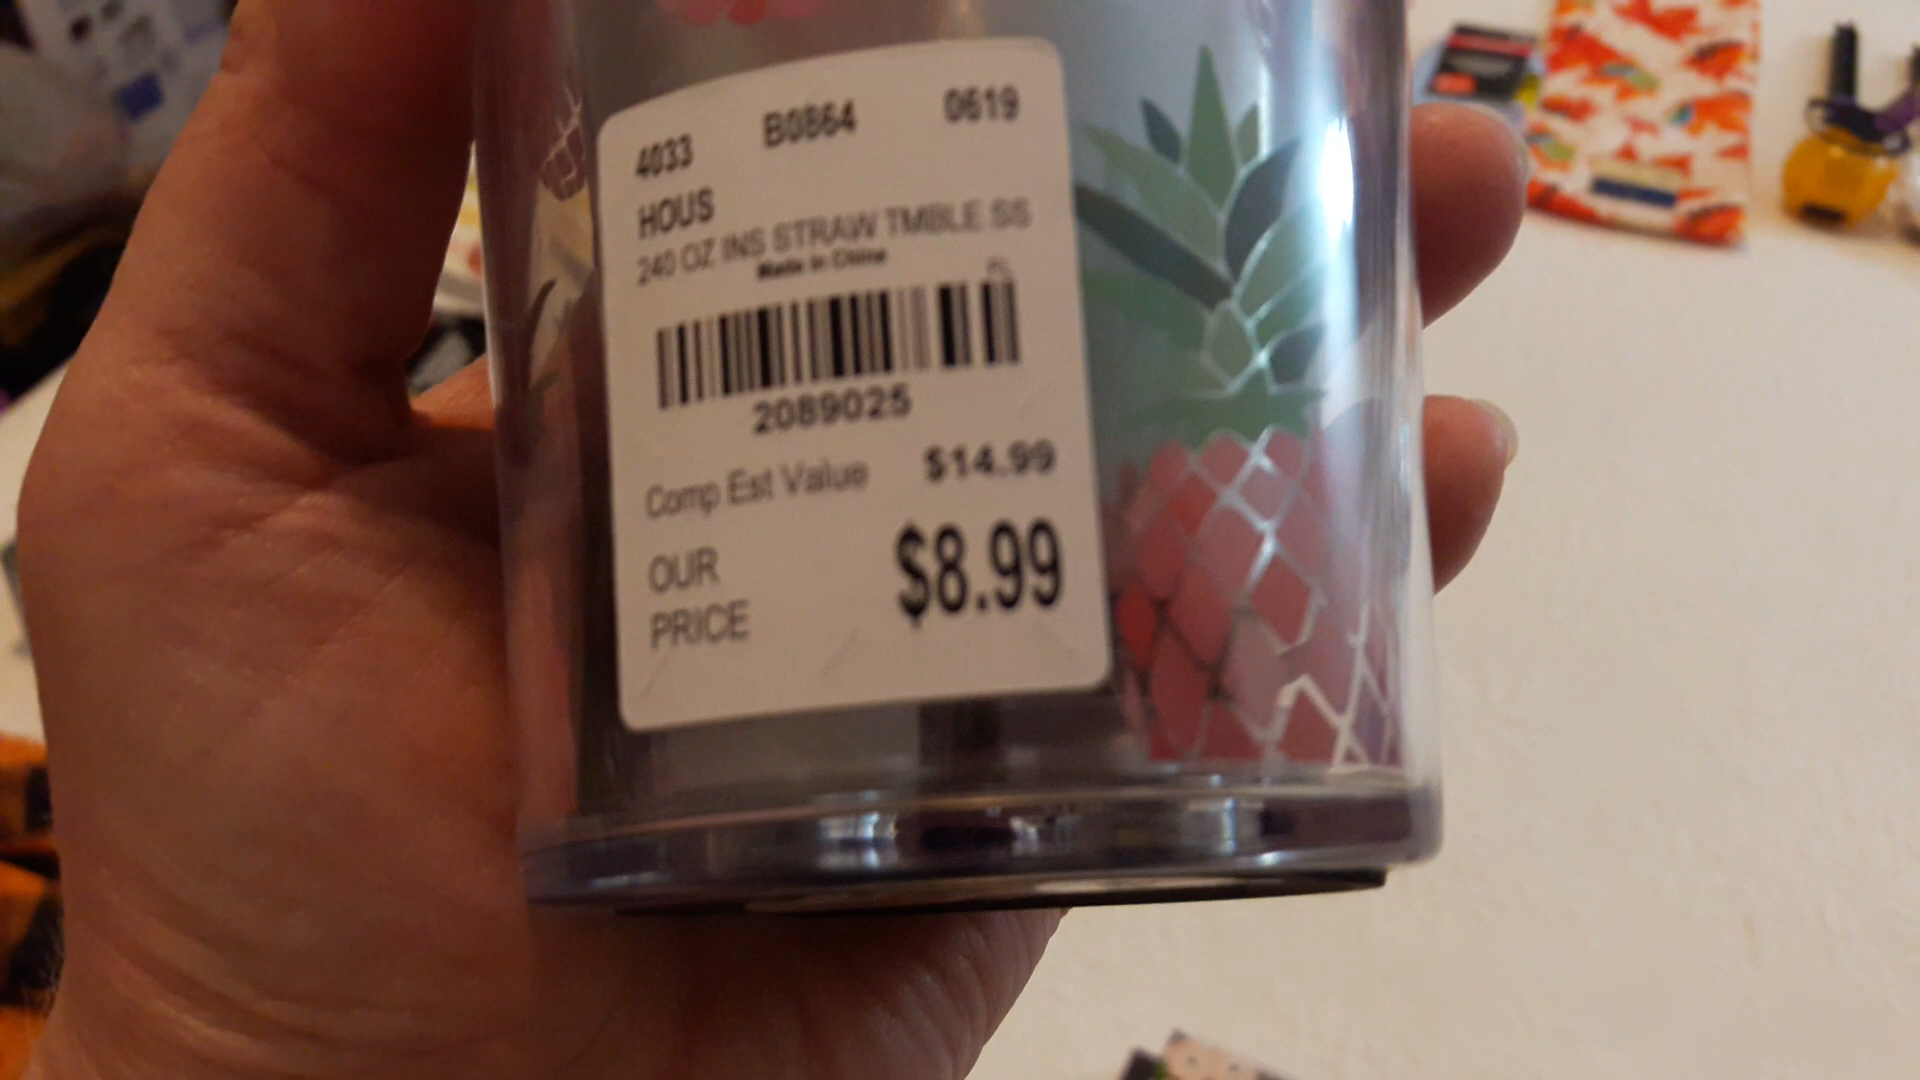 4033 B0864 0619
HOUS
240 OZ INS STRAW TMBLE SS
Made in China
2089025
Comp Est Value $14.99
OUR
PRICE $8.99